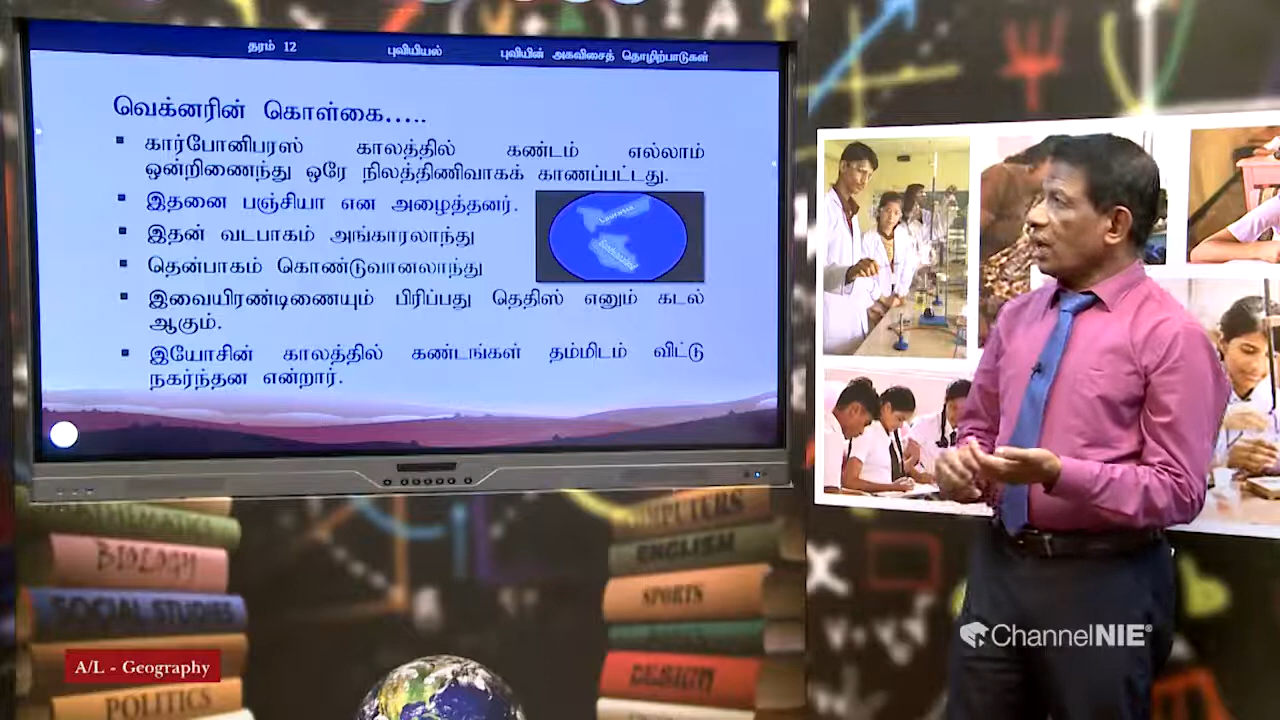 தரம் 12 புவியியல் புவியின் அகவிசைத் தொழிற்பாடுகள்
வெக்னரின் கொள்கை.....
▪ கார்போனிபரஸ் காலத்தில் கண்டம் எல்லாம்
ஒன்றிணைந்து ஒரே நிலத்திணிவாகக் காணப்பட்டது.
▪ இதனை பஞ்சியா என அழைத்தனர்.
▪ இதன் வடபாகம் அங்காரலாந்து
▪ தென்பாகம் கொண்டுவானலாந்து
▪ இவையிரண்டிணையும் பிரிப்பது தெதிஸ் எனும் கடல்
ஆகும்.
▪ இயோசின் காலத்தில் கண்டங்கள் தம்மிடம் விட்டு
நகர்ந்தன என்றார்.
MATHEMATICS
BIOLOGY
SOCIAL STUDIES
POLITICS
COMPUTERS
ENGLISH
SPORTS
DESIGN
A/L - Geography
ChannelNIE®